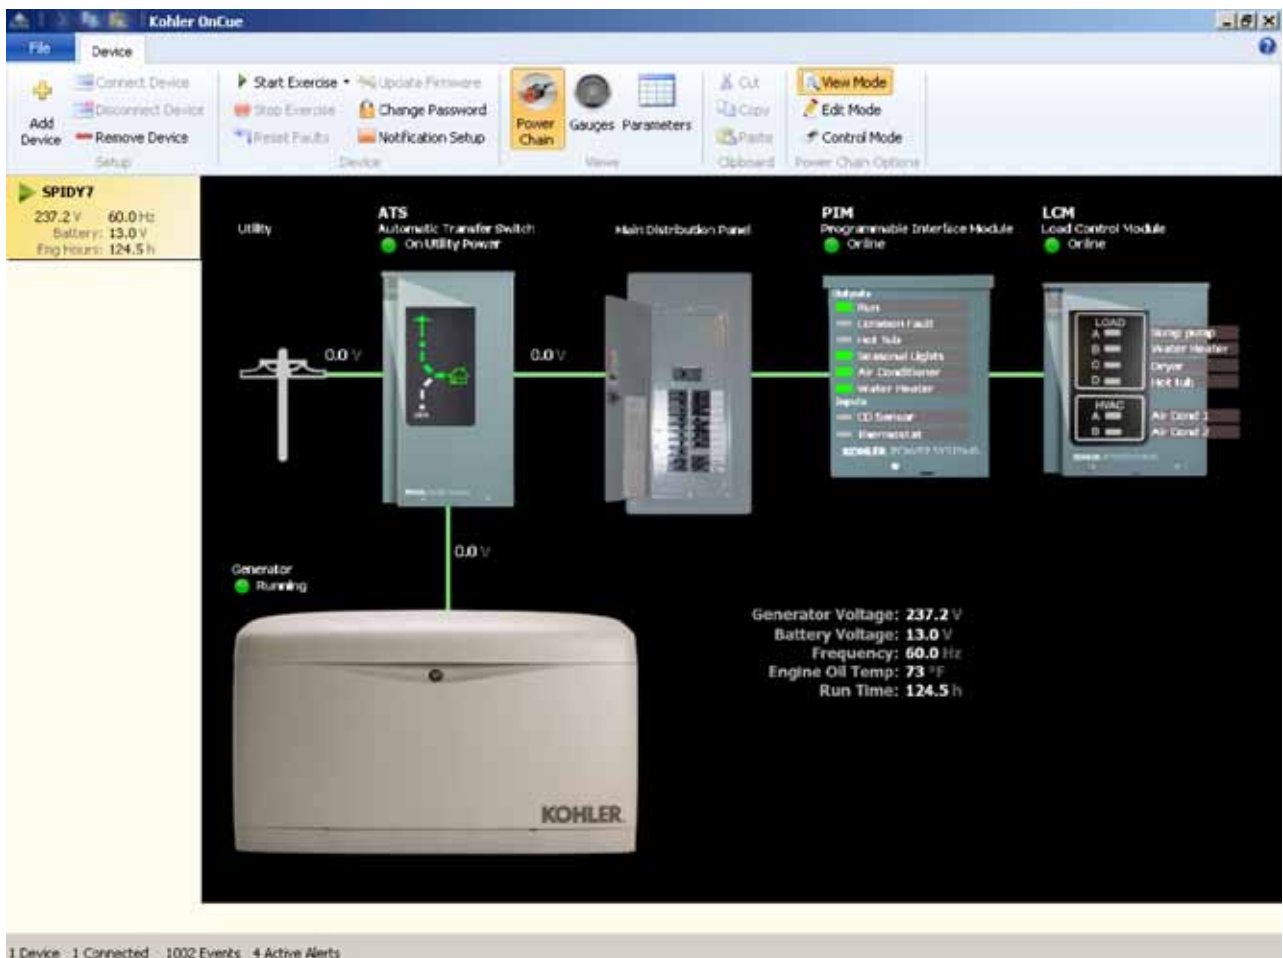 Kohler OnCue
File
Device
Add Device
Connect Device
Disconnect Device
Remove Device
Setup
Start Exercise
Stop Exercise
Reset Faults
Update Firmware
Change Password
Notification Setup
Device
Power Chain
Gauges
Parameters
Views
Cut
Copy
Paste
Clipboard
View Mode
Edit Mode
Control Mode
Power Chain Options
SPIDY7
237.2 V 60.0 Hz
Battery: 13.0 V
Eng Hours: 124.5 h
Utility
ATS
Automatic Transfer Switch
On Utility Power
Main Distribution Panel
PIM
Programmable Interface Module
Online
LCM
Load Control Module
Online
0.0 V
0.0 V
Outputs
Run
Common Fault
Hot Tub
Seasonal Lights
Air Conditioner
Water Heater
Inputs
CO Sensor
Thermostat
KOHLER POWER SYSTEMS
LOAD
A Sump pump
B Water Heater
C Dryer
D Hot tub
HVAC
A Air Cond 1
B Air Cond 2
0.0 V
Generator
Running
KOHLER
Generator Voltage: 237.2 V
Battery Voltage: 13.0 V
Frequency: 60.0 Hz
Engine Oil Temp: 73 °F
Run Time: 124.5 h
1 Device 1 Connected 1002 Events 4 Active Alerts